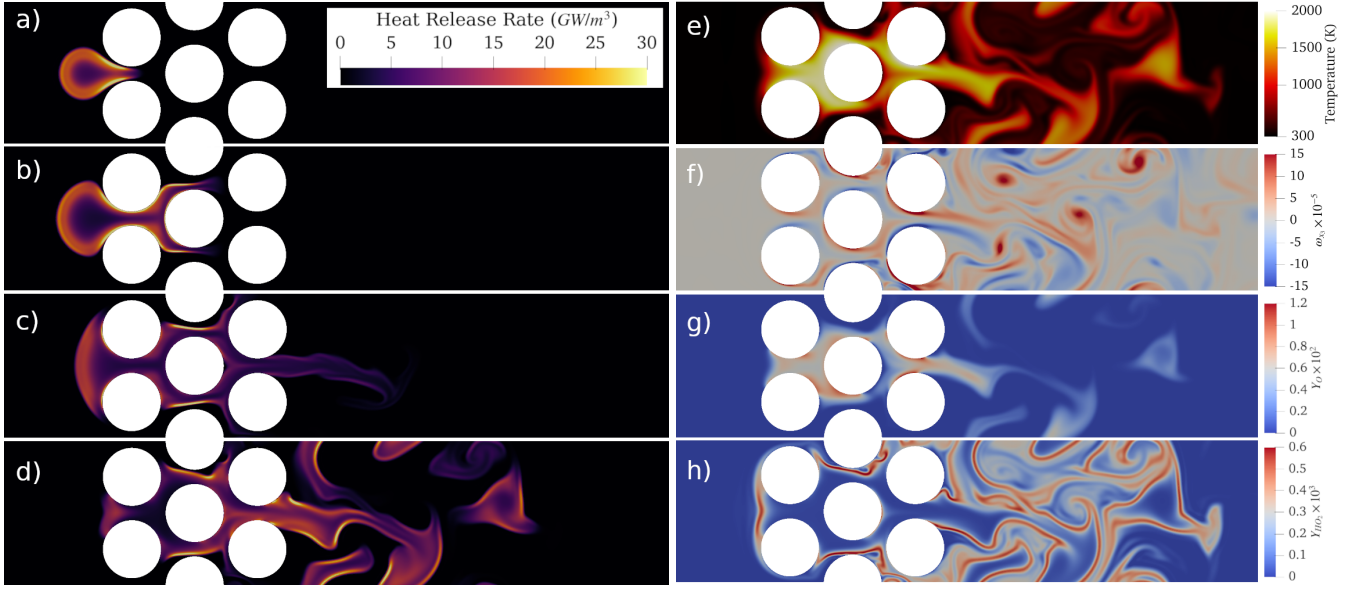 a)
Heat Release Rate (GW/m³)
0 5 10 15 20 25 30
b)
c)
d)
e)
2000
1500
1000
300
Temperature (K)
f)
15
10
5
0
-5
-10
-15
ω_x₃ ×10⁻⁵
g)
1.2
1
0.8
0.6
0.4
0.2
0
Y_O ×10²
h)
0.6
0.5
0.4
0.3
0.2
0.1
0
Y_HO₂ ×10³